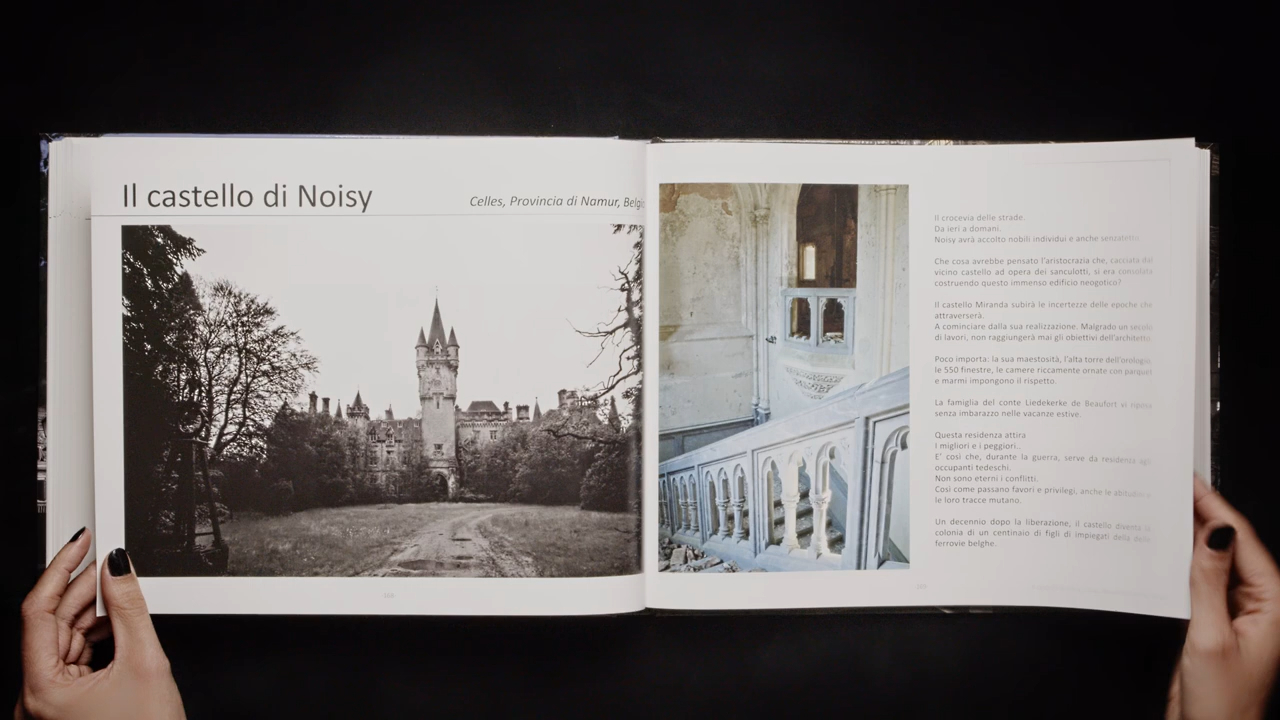 Il castello di Noisy
Celles, Provincia di Namur,
Il crocevia delle strade.
Da ieri a domani.
Noisy avrà accolto nobili individui e anche senzatetto.
Che cosa avrebbe pensato l'aristocrazia che, cacciata dal
vicino castello ad opera dei sanculotti, si era consolata
costruendo questo immenso edificio neogotico?
Il castello Miranda subirà le incertezze delle epoche che
attraverserà.
A cominciare dalla sua realizzazione. Malgrado un secolo
di lavori, non raggiungerà mai gli obiettivi dell'architetto.
Poco importa: la sua maestosità, l'alta torre dell'orologio,
le 550 finestre, le camere riccamente ornate con parquet
e marmi impongono il rispetto.
La famiglia del conte Liedekerke de Beaufort vi riposa
senza imbarazzo nelle vacanze estive.
Questa residenza attira
I migliori e i peggiori...
E' così che, durante la guerra, serve da residenza agli
occupanti tedeschi.
Non sono eterni i conflitti.
Così come passano favori e privilegi, anche le abitudini e
le loro tracce mutano.
Un decennio dopo la liberazione, il castello diventa la
colonia di un centinaio di figli di impiegati della
ferrovie belghe.